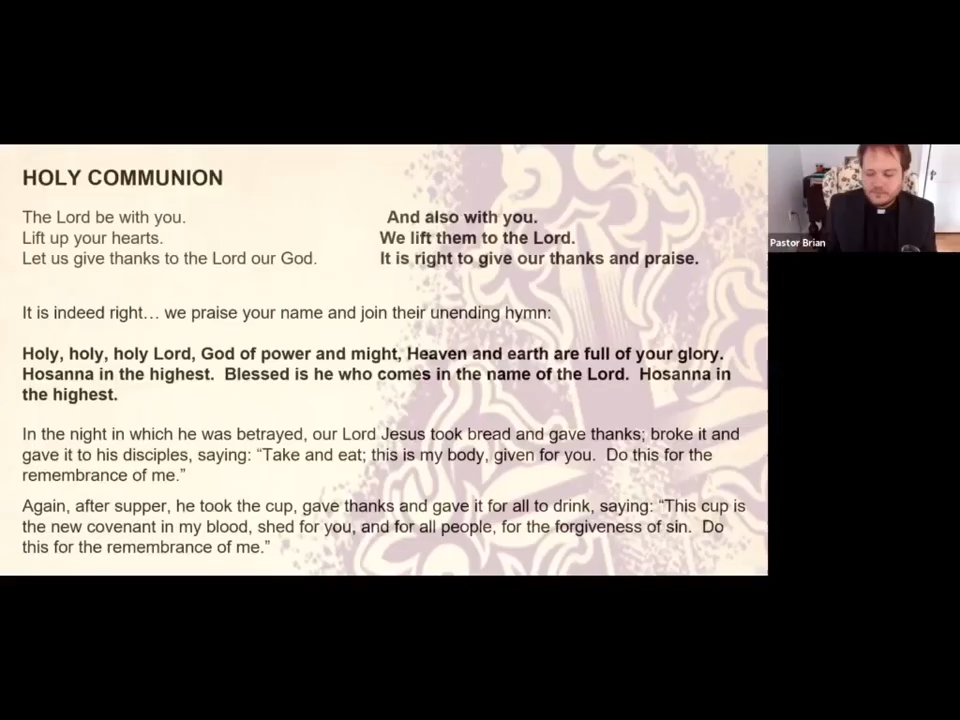 HOLY COMMUNION
The Lord be with you. And also with you.
Lift up your hearts. We lift them to the Lord.
Let us give thanks to the Lord our God. It is right to give our thanks and praise.
It is indeed right… we praise your name and join their unending hymn:
Holy, holy, holy Lord, God of power and might, Heaven and earth are full of your glory.
Hosanna in the highest. Blessed is he who comes in the name of the Lord. Hosanna in
the highest.
In the night in which he was betrayed, our Lord Jesus took bread and gave thanks; broke it and
gave it to his disciples, saying: “Take and eat; this is my body, given for you. Do this for the
remembrance of me.”
Again, after supper, he took the cup, gave thanks and gave it for all to drink, saying: “This cup is
the new covenant in my blood, shed for you, and for all people, for the forgiveness of sin. Do
this for the remembrance of me.”
Pastor Brian